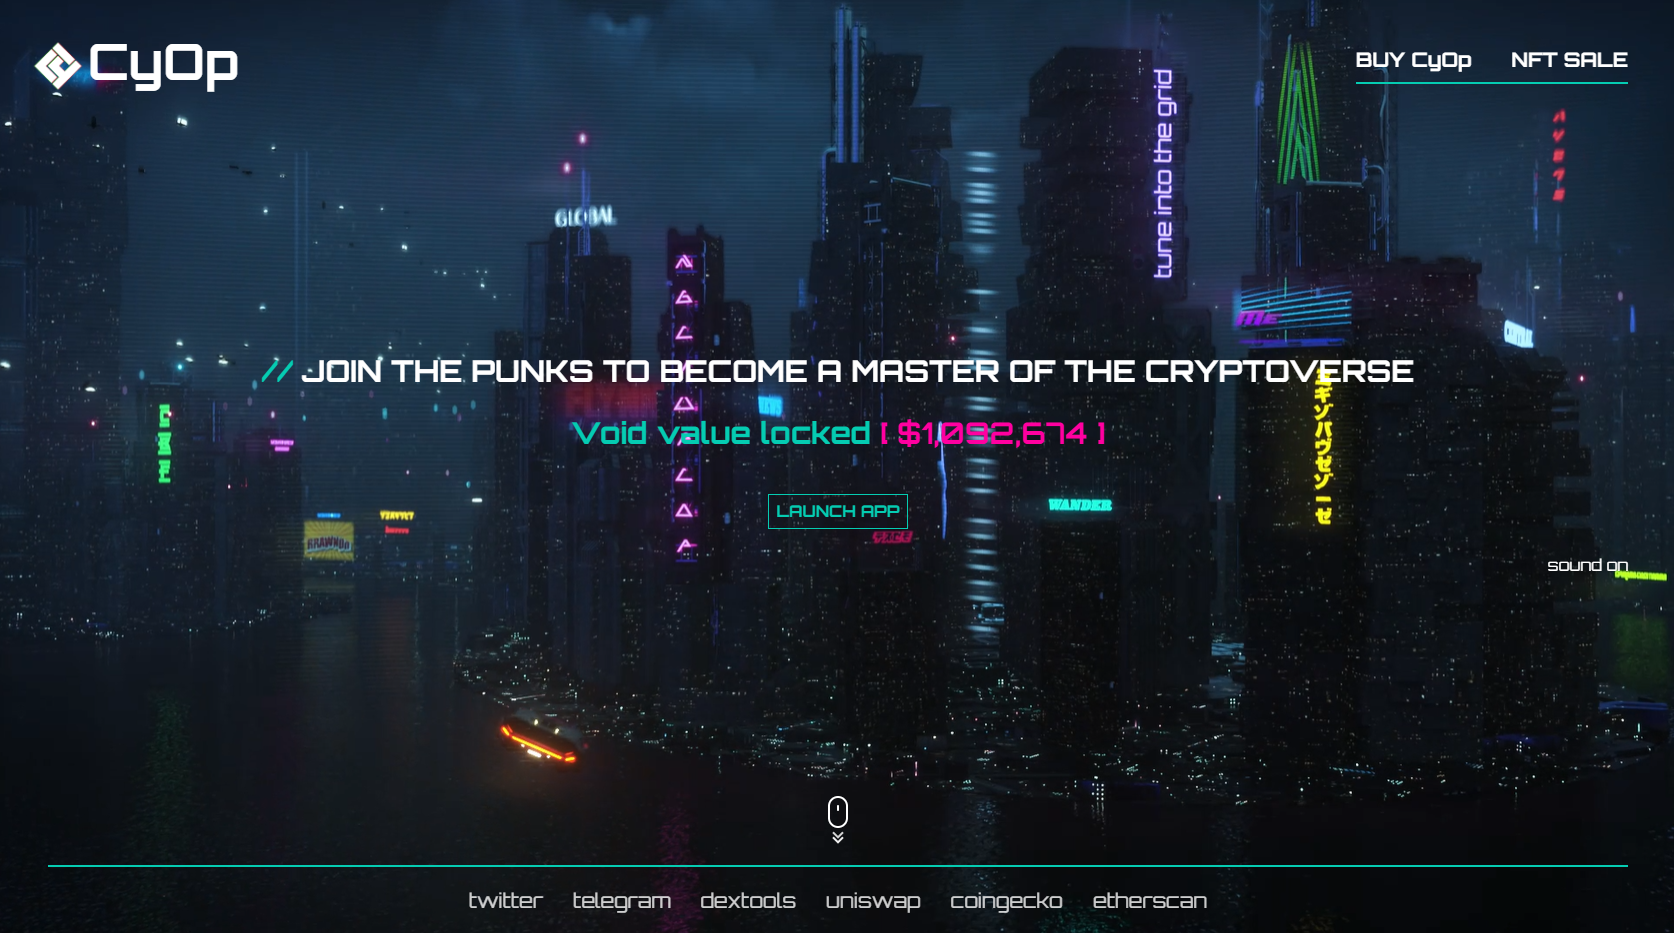 CyOp
BUY CyOp
NFT SALE
tune into the grid
GLOBAL
// JOIN THE PUNKS TO BECOME A MASTER OF THE CRYPTOVERSE
Void value locked [ $1,092,674 ]
LAUNCH APP
WANDER
sound on
twitter
telegram
dextools
uniswap
coingecko
etherscan